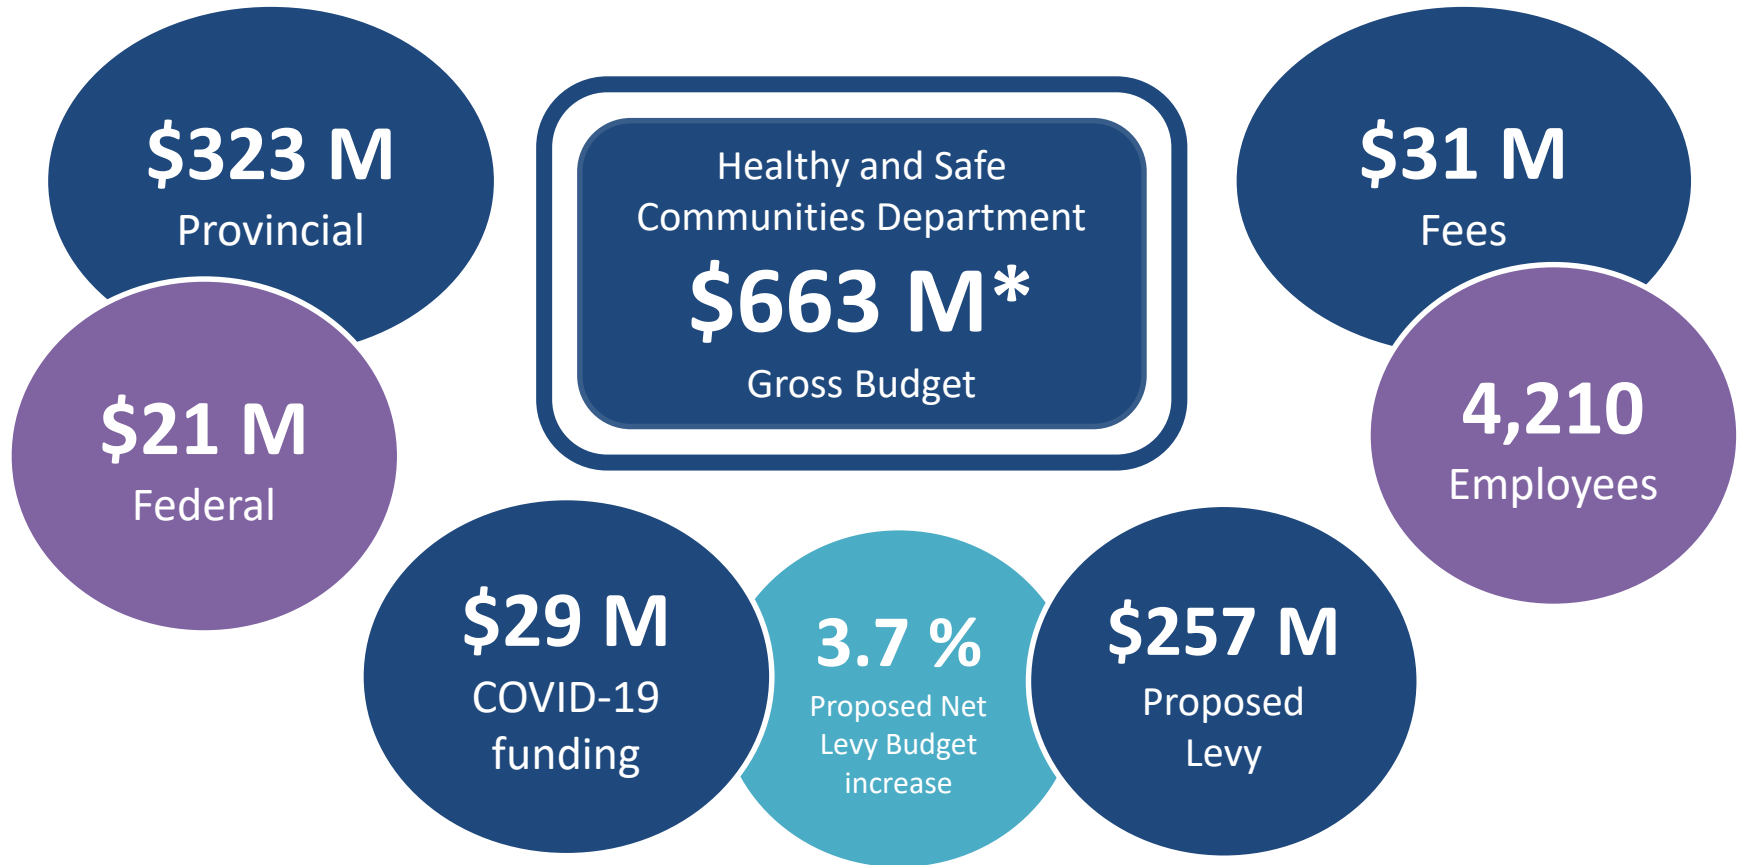 $323 M
Provincial
$21 M
Federal
Healthy and Safe
Communities Department
$663 M*
Gross Budget
$31 M
Fees
4,210
Employees
$29 M
COVID-19
funding
3.7 %
Proposed Net
Levy Budget
increase
$257 M
Proposed
Levy